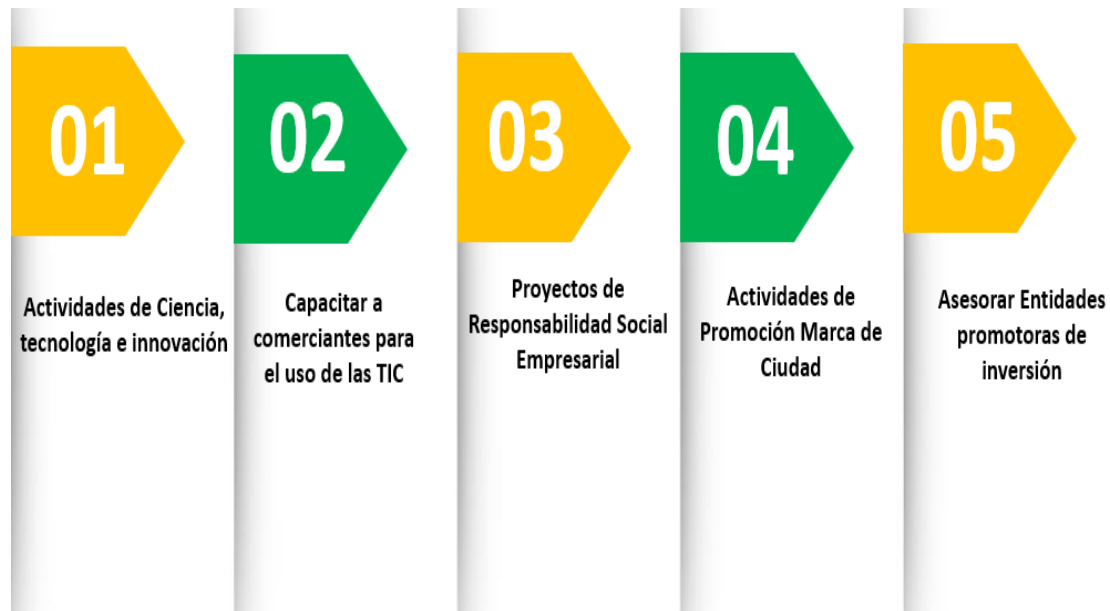 01
Actividades de Ciencia,
tecnología e innovación
02
Capacitar a
comerciantes para
el uso de las TIC
03
Proyectos de
Responsabilidad Social
Empresarial
04
Actividades de
Promoción Marca de
Ciudad
05
Asesorar Entidades
promotoras de
inversión